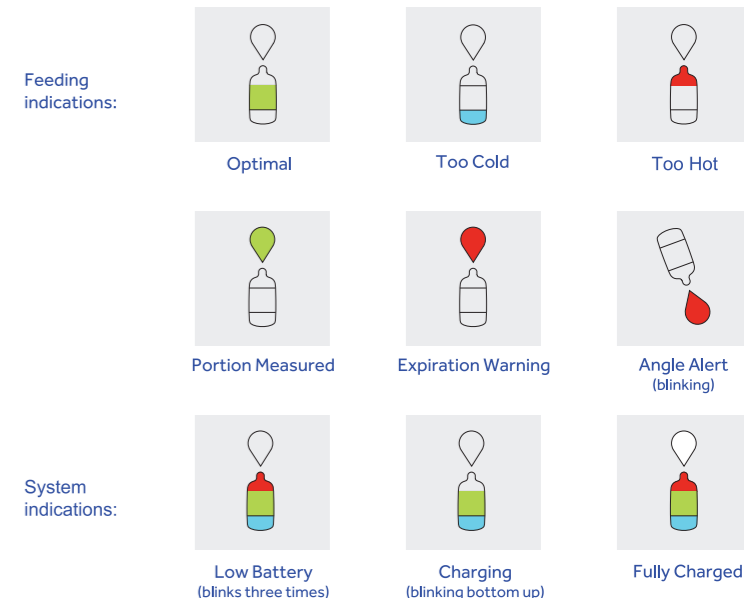 Feeding
indications:
Optimal
Too Cold
Too Hot
Portion Measured
Expiration Warning
Angle Alert
(blinking)
System
indications:
Low Battery
(blinks three times)
Charging
(blinking bottom up)
Fully Charged